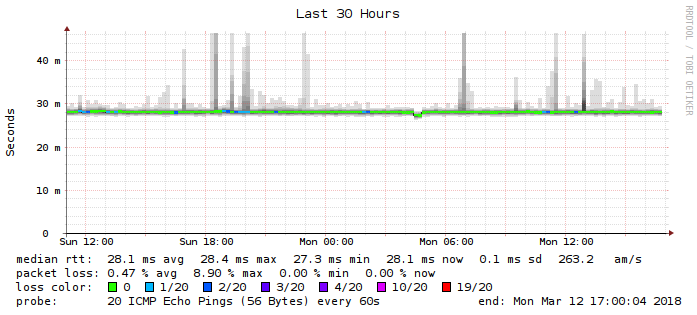 Last 30 Hours
RRDTOOL / TOBI OETIKER
Seconds
40 m
30 m
20 m
10 m
0
Sun 12:00 Sun 18:00 Mon 00:00 Mon 06:00 Mon 12:00
median rtt: 28.1 ms avg 28.4 ms max 27.3 ms min 28.1 ms now 0.1 ms sd 263.2 am/s
packet loss: 0.47 % avg 8.90 % max 0.00 % min 0.00 % now
loss color: 0 1/20 2/20 3/20 4/20 10/20 19/20
probe: 20 ICMP Echo Pings (56 Bytes) every 60s end: Mon Mar 12 17:00:04 2018